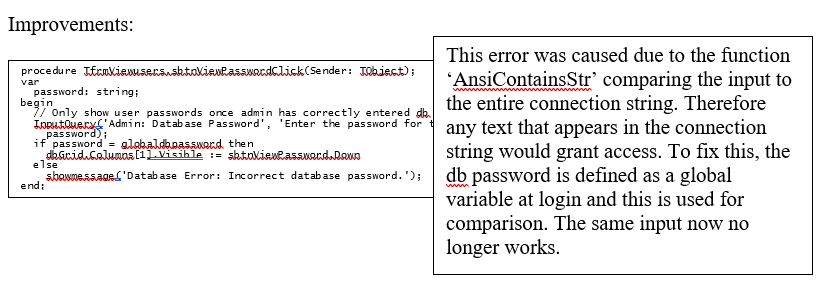 Improvements:
procedure TfrmViewusers.sbtnViewPasswordClick(Sender: TObject);
var
password: string;
begin
// Only show user passwords once admin has correctly entered db
InputQuery('Admin: Database Password', 'Enter the password for
password);
if password = globaldbpassword then
dbGrid.Columns[1].Visible := sbtnViewPassword.Down
else
showmessage('Database Error: Incorrect database password.');
end;
This error was caused due to the function
‘AnsiContainsStr’ comparing the input to
the entire connection string. Therefore
any text that appears in the connection
string would grant access. To fix this, the
db password is defined as a global
variable at login and this is used for
comparison. The same input now no
longer works.